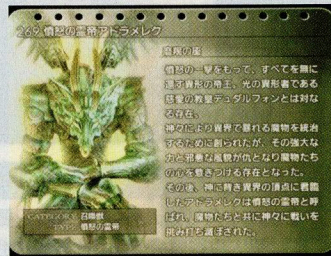 269 憤怒の霊帝アドラメレク
憤怒の一撃をもって、すべてを無に
還す異形の帝王。光の異形者である
慈愛の教皇デュダルフォンとは対な
る存在。
神々により異界で暴れる魔物を統治
するために創られたが、その強大な
力と邪悪な風貌が仇となり魔物たち
の心を惹きつける存在となった。
その後、神に背き異界の頂点に君臨
したアドラメレクは憤怒の霊帝と呼
ばれ、魔物たちと共に神々に戦いを
挑み打ち滅ぼされた。
CATEGORY 召喚獣
TYPE 憤怒の霊帝